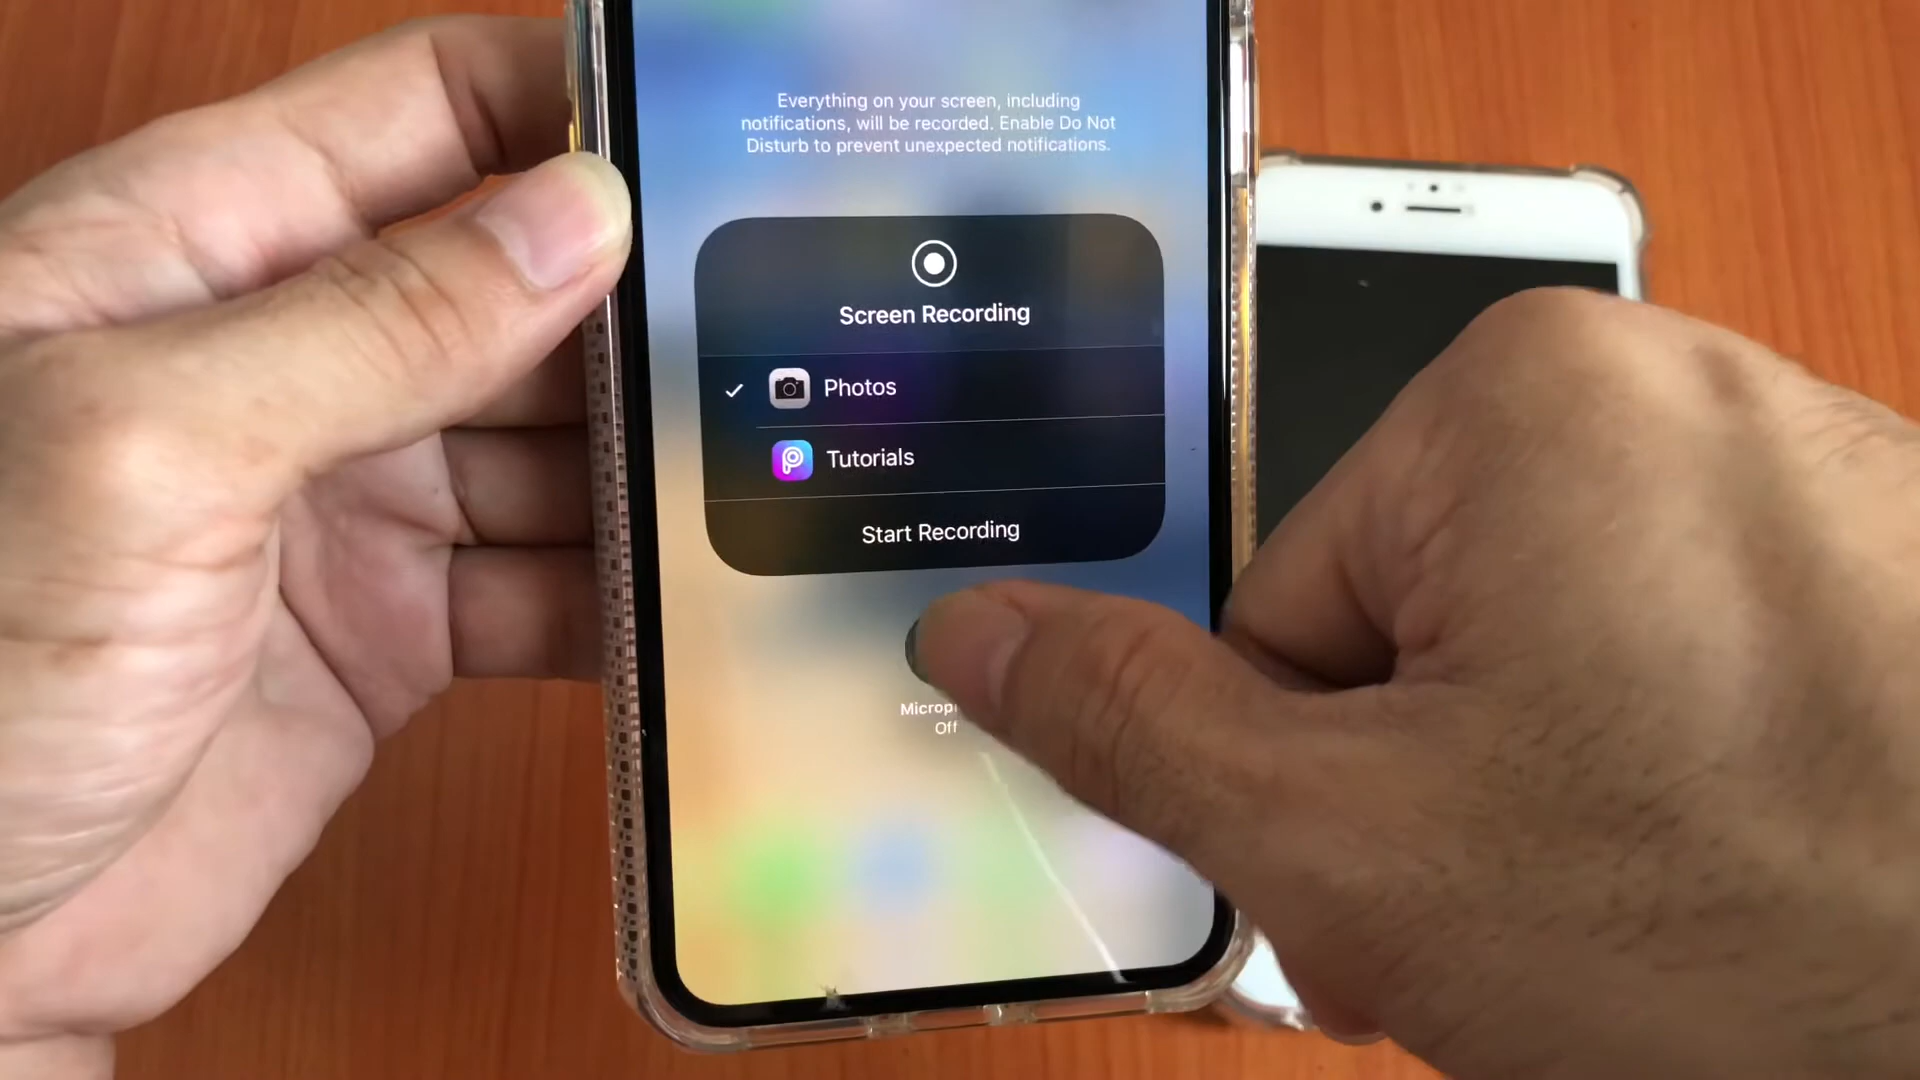 Everything on your screen, including
notifications, will be recorded. Enable Do Not
Disturb to prevent unexpected notifications.
Screen Recording
Photos
Tutorials
Start Recording
Off